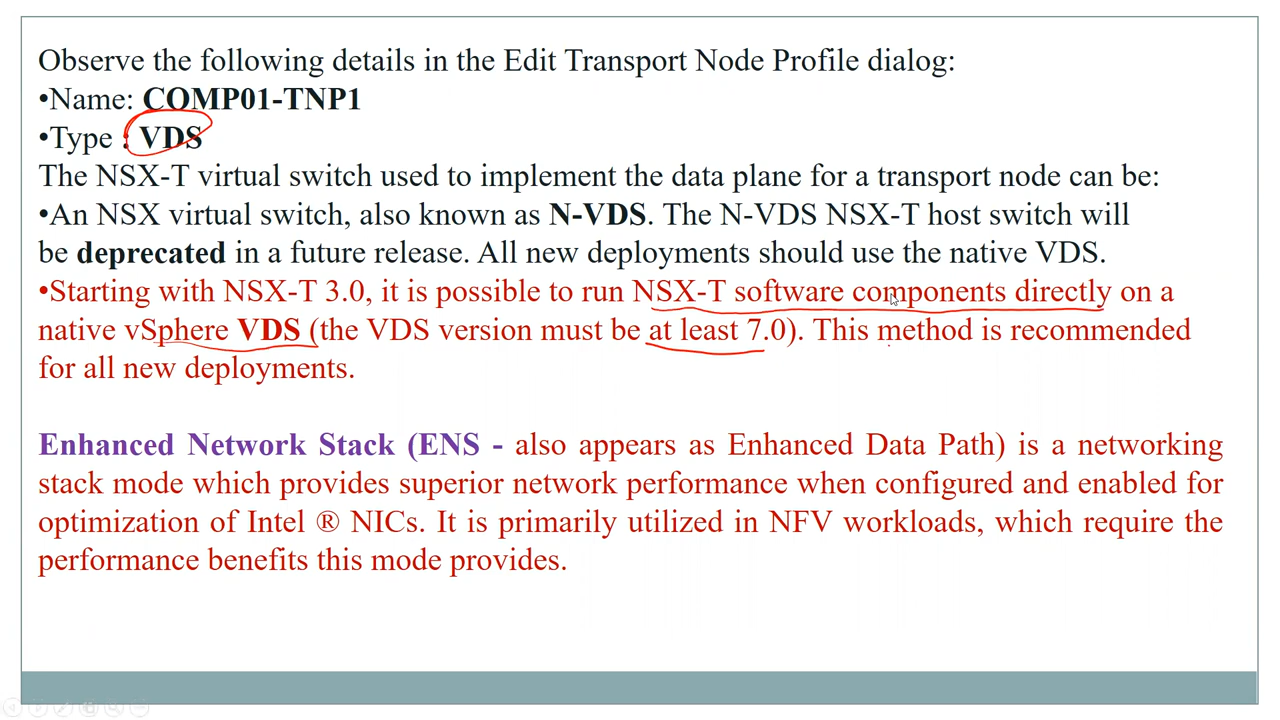 Observe the following details in the Edit Transport Node Profile dialog:
•Name: COMP01-TNP1
•Type : VDS
The NSX-T virtual switch used to implement the data plane for a transport node can be:
•An NSX virtual switch, also known as N-VDS. The N-VDS NSX-T host switch will
be deprecated in a future release. All new deployments should use the native VDS.
•Starting with NSX-T 3.0, it is possible to run NSX-T software components directly on a
native vSphere VDS (the VDS version must be at least 7.0). This method is recommended
for all new deployments.
Enhanced Network Stack (ENS - also appears as Enhanced Data Path) is a networking
stack mode which provides superior network performance when configured and enabled for
optimization of Intel ® NICs. It is primarily utilized in NFV workloads, which require the
performance benefits this mode provides.